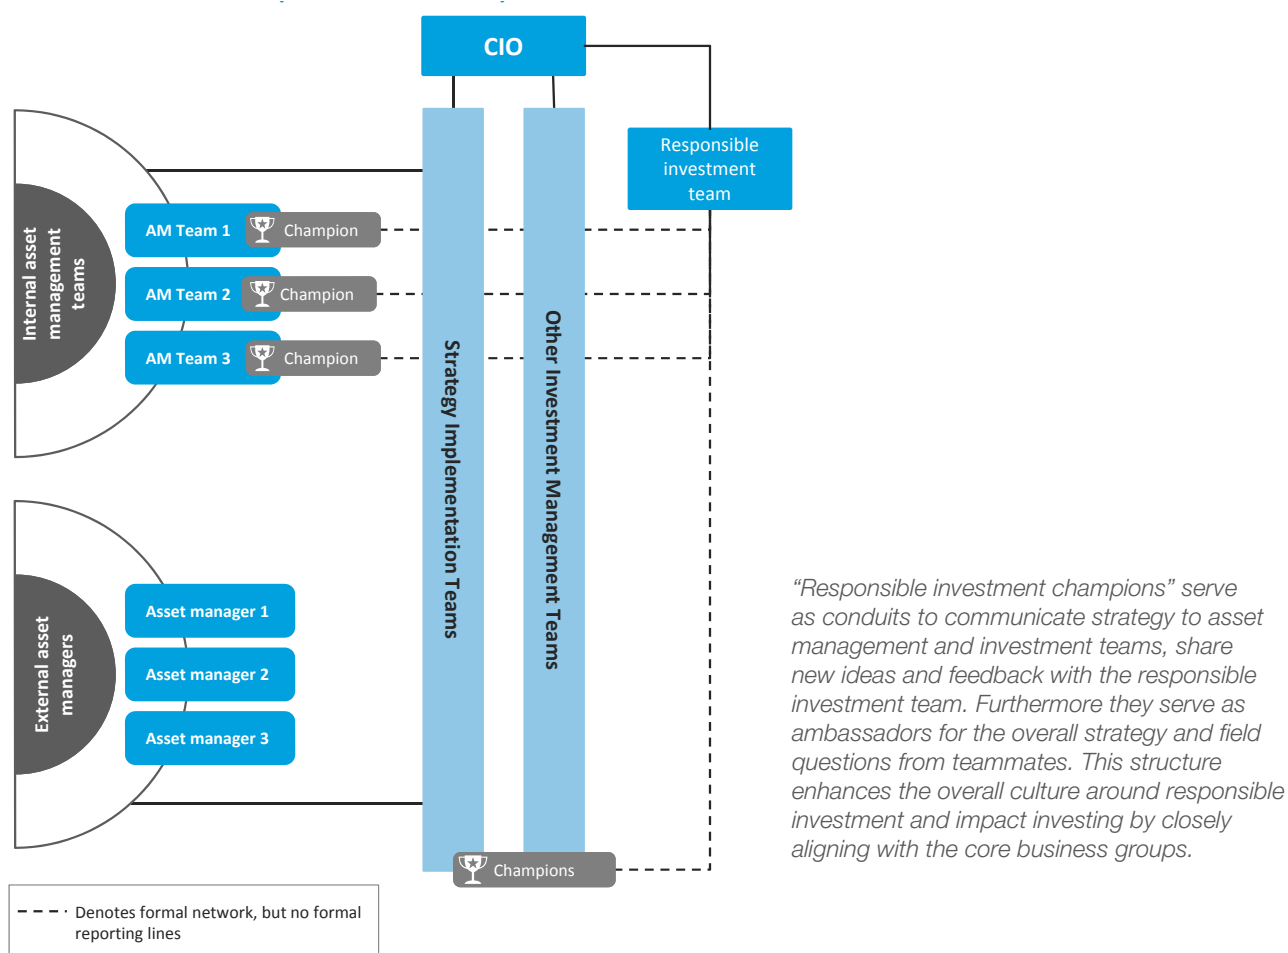 CIO
Responsible
investment
team
Internal asset
management
teams
AM Team 1
Champion
AM Team 2
Champion
AM Team 3
Champion
Strategy Implementation Teams
Other Investment Management Teams
External asset
managers
Asset manager 1
Asset manager 2
Asset manager 3
Champions
Denotes formal network, but no formal
reporting lines
“Responsible investment champions” serve
as conduits to communicate strategy to asset
management and investment teams, share
new ideas and feedback with the responsible
investment team. Furthermore they serve as
ambassadors for the overall strategy and field
questions from teammates. This structure
enhances the overall culture around responsible
investment and impact investing by closely
aligning with the core business groups.